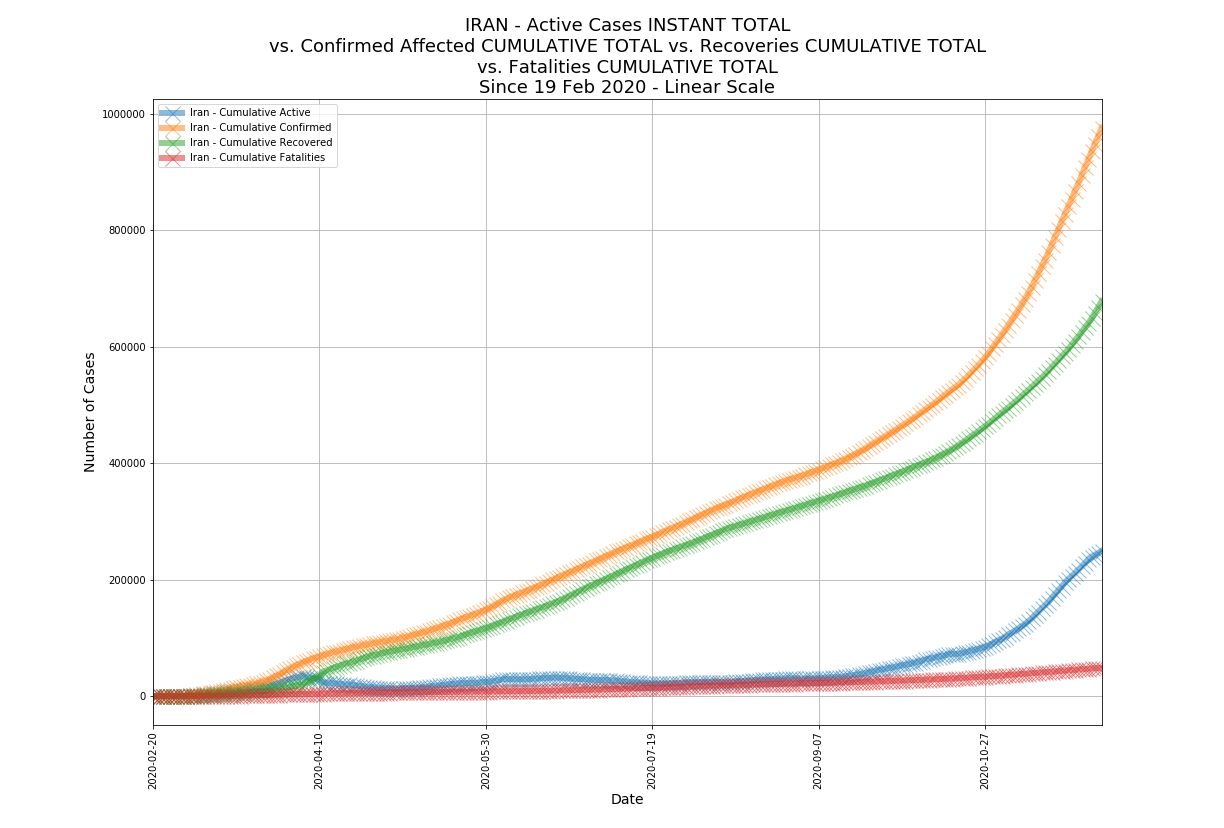 IRAN - Active Cases INSTANT TOTAL
vs. Confirmed Affected CUMULATIVE TOTAL vs. Recoveries CUMULATIVE TOTAL
vs. Fatalities CUMULATIVE TOTAL
Since 19 Feb 2020 - Linear Scale
Iran - Cumulative Active
Iran - Cumulative Confirmed
Iran - Cumulative Recovered
Iran - Cumulative Fatalities
1000000
800000
600000
400000
200000
0
Number of Cases
2020-02-20
2020-04-10
2020-05-30
2020-07-19
2020-09-07
2020-10-27
Date